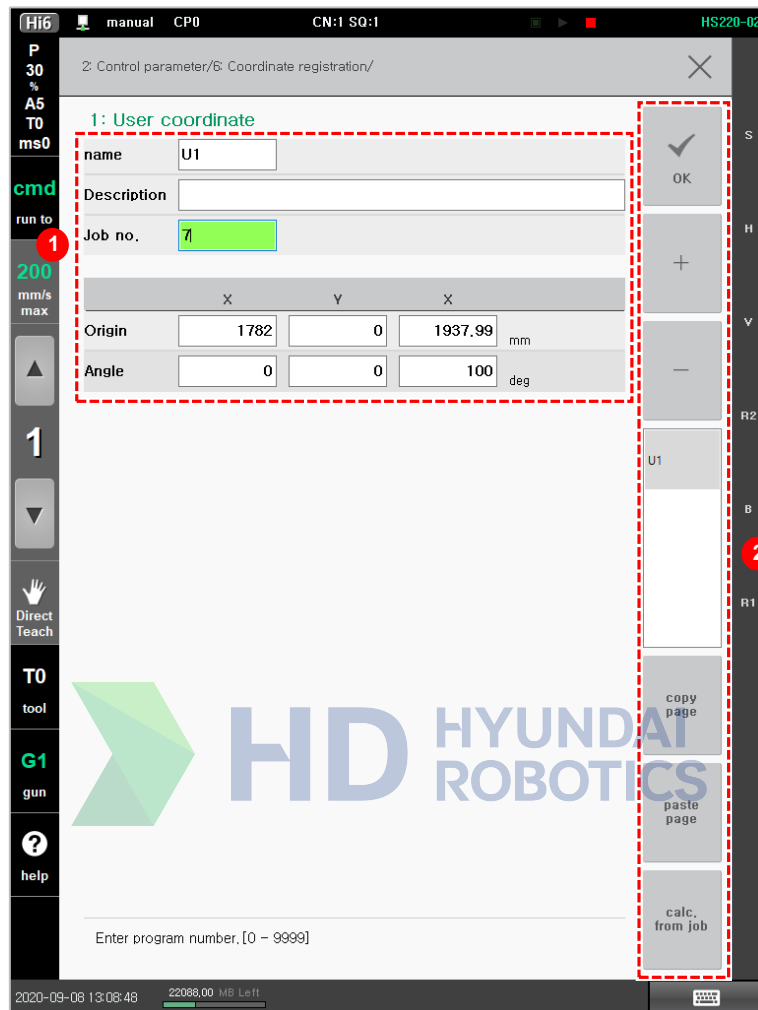 Hi6 manual CP0 CN:1 SQ:1 HS220-02
P
30
%
A5
T0
ms0
cmd
run to
200
mm/s
max
1
Direct
Teach
T0
tool
G1
gun
?
help
2: Control parameter/6: Coordinate registration/
1: User coordinate
name U1
Description
Job no. 7
1
X Y X
Origin 1782 0 1937.99 mm
Angle 0 0 100 deg
OK
+
-
U1
copy
page
paste
page
calc.
from job
2
S
H
V
R2
B
R1
HD HYUNDAI
ROBOTICS
Enter program number. [0 - 9999]
2020-09-08 13:08:48 22088.00 MB Left